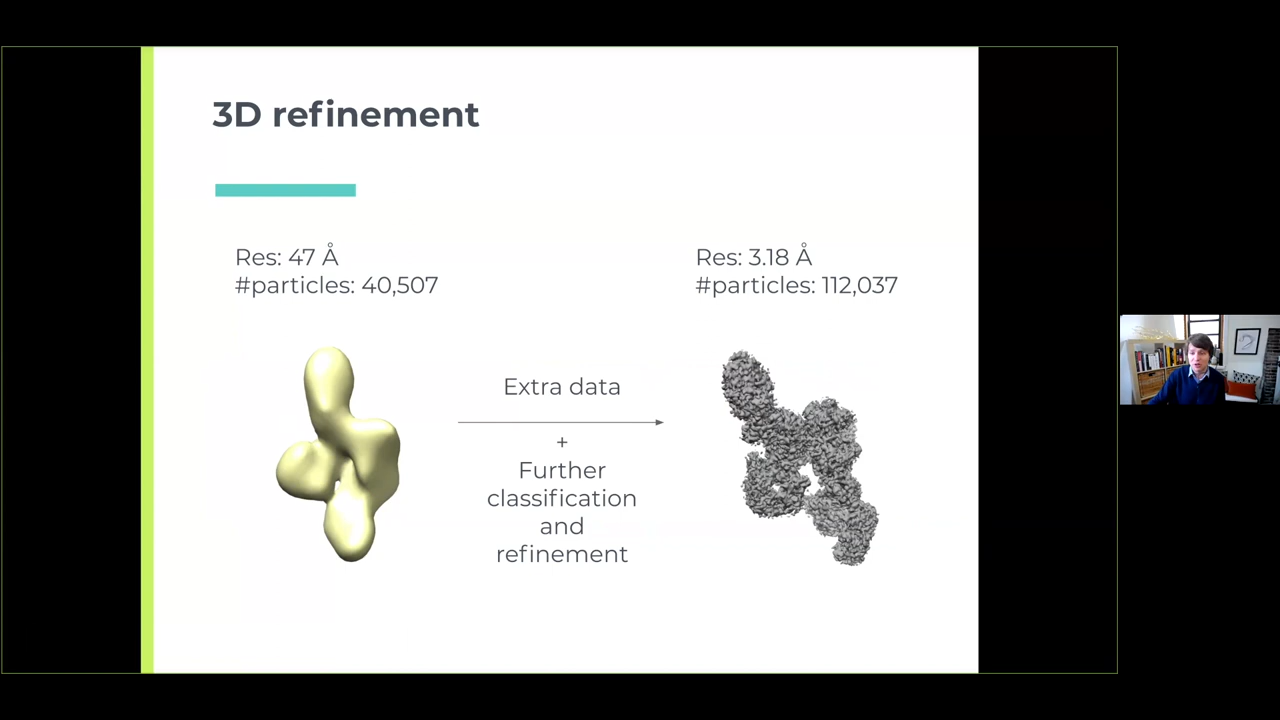 3D refinement
Res: 47 Å
#particles: 40,507
Res: 3.18 Å
#particles: 112,037
Extra data
+
Further
classification
and
refinement